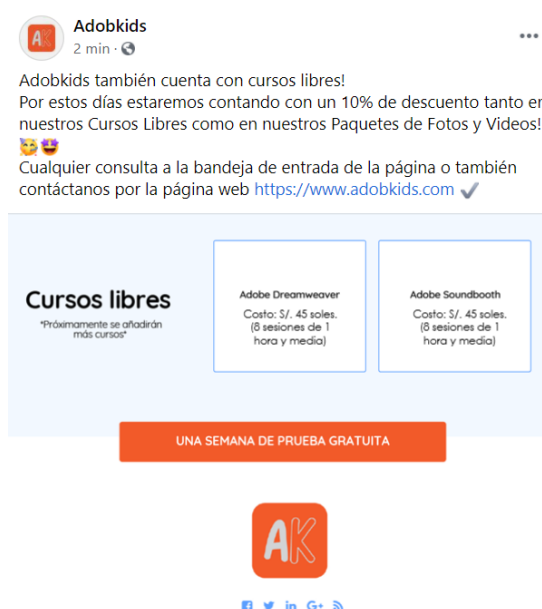 Adobkids
2 min ·
Adobkids también cuenta con cursos libres!
Por estos días estaremos contando con un 10% de descuento tanto en
nuestros Cursos Libres como en nuestros Paquetes de Fotos y Videos!
Cualquier consulta a la bandeja de entrada de la página o también
contáctanos por la página web https://www.adobkids.com
Cursos libres
*Próximamente se añadirán
más cursos*
Adobe Dreamweaver
Costo: S/. 45 soles.
(8 sesiones de 1
hora y media)
Adobe Soundbooth
Costo: S/. 45 soles.
(8 sesiones de 1
hora y media)
UNA SEMANA DE PRUEBA GRATUITA
AK